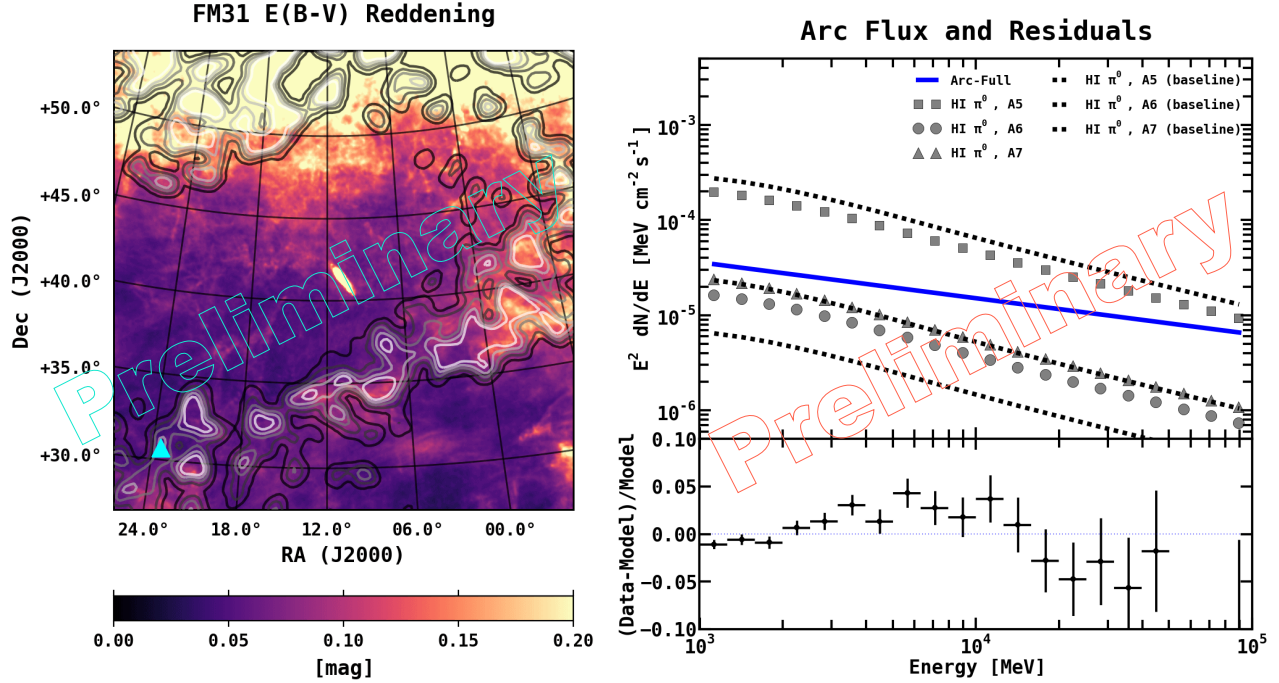 FM31 E(B-V) Reddening
+50.0°
+45.0°
+40.0°
+35.0°
+30.0°
Dec (J2000)
24.0° 18.0° 12.0° 06.0° 00.0°
RA (J2000)
Preliminary
0.00 0.05 0.10 0.15 0.20
[mag]
Arc Flux and Residuals
Arc-Full
HI π⁰, A5
HI π⁰, A6
HI π⁰, A7
HI π⁰, A5 (baseline)
HI π⁰, A6 (baseline)
HI π⁰, A7 (baseline)
E² dN/dE [MeV cm⁻² s⁻¹]
10⁻³
10⁻⁴
10⁻⁵
10⁻⁶
Preliminary
(Data-Model)/Model
0.10
0.05
0.00
−0.05
−0.10
10³ 10⁴ 10⁵
Energy [MeV]